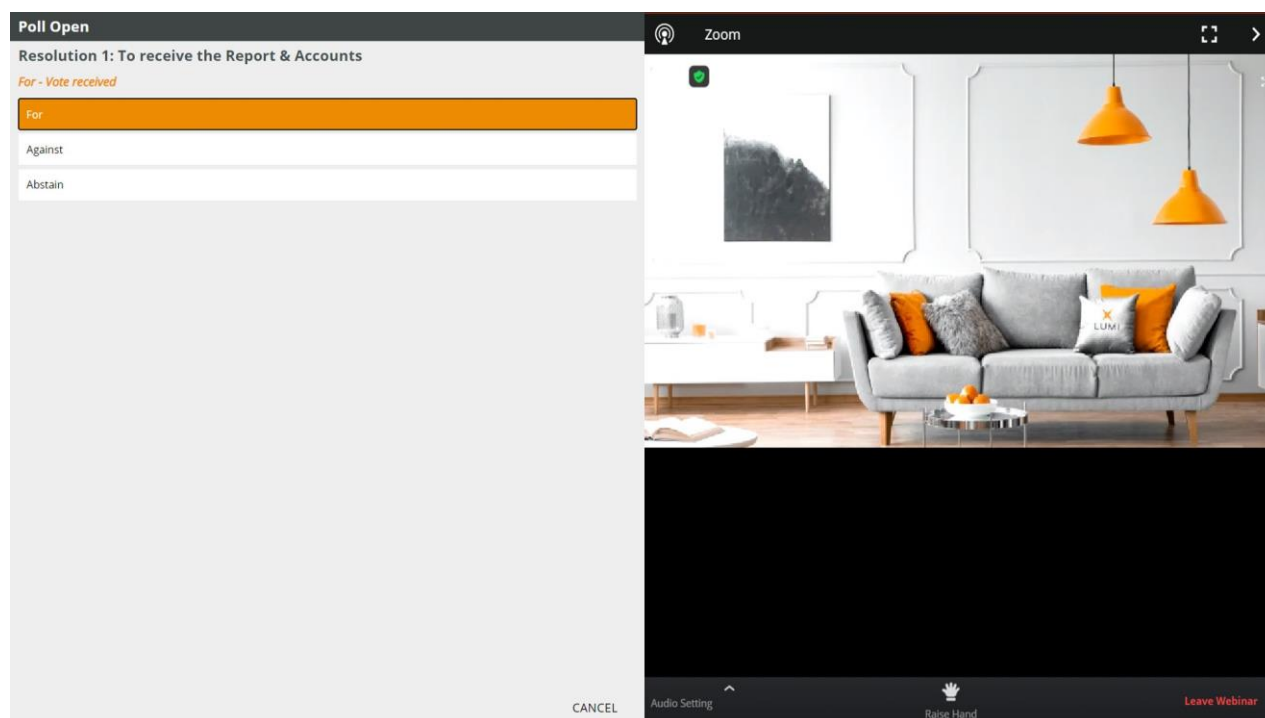 Poll Open
Resolution 1: To receive the Report & Accounts
For - Vote received
For
Against
Abstain
CANCEL
Zoom
LUMI
Audio Setting
Raise Hand
Leave Webinar